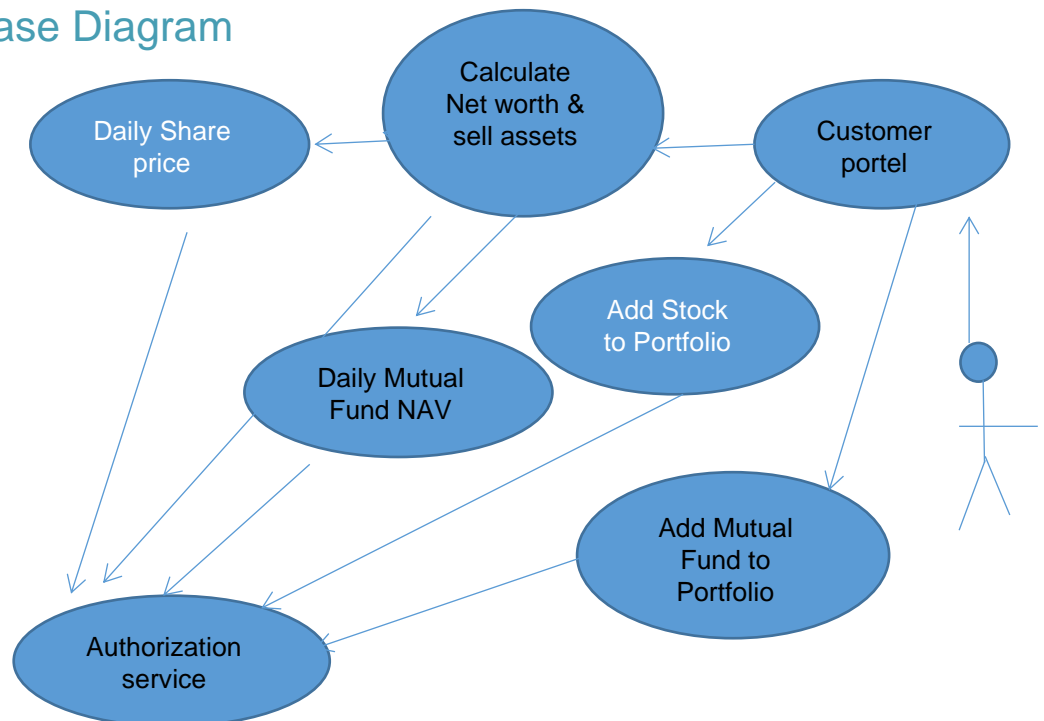 ase Diagram
Calculate
Net worth &
sell assets
Daily Share
price
Customer
portel
Add Stock
to Portfolio
Daily Mutual
Fund NAV
Add Mutual
Fund to
Portfolio
Authorization
service